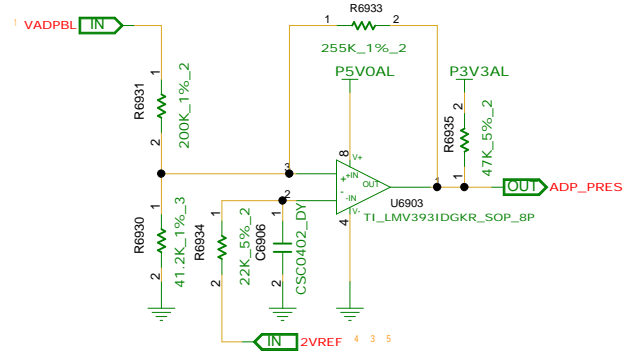 R6933
1 VADPBL IN
1 2
255K_1%_2
P5V0AL
P3V3AL
1
R6931
200K_1%_2
2
2
R6935
47K_5%_2
1
8
V+
3
+ +IN
OUT
1
OUT ADP_PRES
2
- -IN
U6903
V-
4
TI_LMV393IDGKR_SOP_8P
1
R6930
41.2K_1%_3
2
1
R6934
22K_5%_2
2
1
C6906
CSC0402_DY
2
IN 2VREF 4 3 5